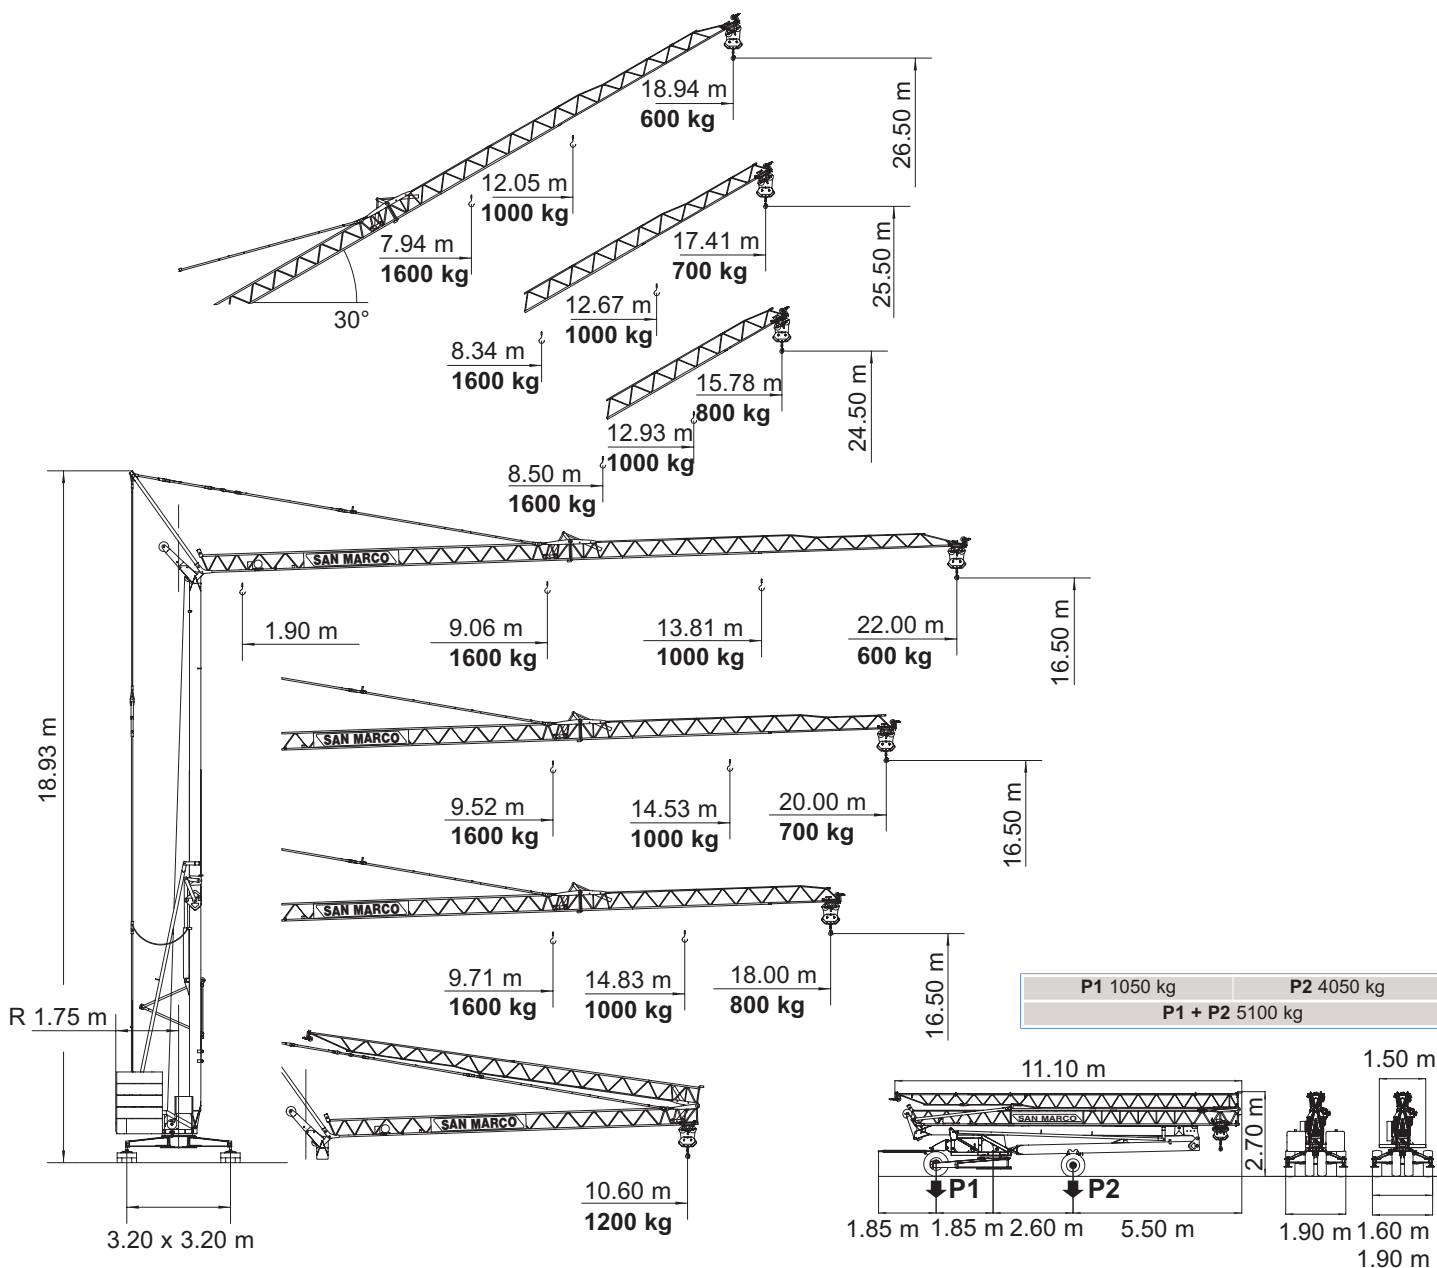 18.94 m
600 kg
26.50 m
12.05 m
1000 kg
7.94 m
1600 kg
30°
17.41 m
700 kg
25.50 m
12.67 m
1000 kg
8.34 m
1600 kg
15.78 m
800 kg
24.50 m
12.93 m
1000 kg
8.50 m
1600 kg
SAN MARCO
1.90 m
9.06 m
1600 kg
13.81 m
1000 kg
22.00 m
600 kg
16.50 m
18.93 m
SAN MARCO
9.52 m
1600 kg
14.53 m
1000 kg
20.00 m
700 kg
16.50 m
SAN MARCO
9.71 m
1600 kg
14.83 m
1000 kg
18.00 m
800 kg
16.50 m
R 1.75 m
P1 1050 kg P2 4050 kg
P1 + P2 5100 kg
SAN MARCO
10.60 m
1200 kg
3.20 x 3.20 m
11.10 m
1.50 m
SAN MARCO
2.70 m
P1 P2
1.85 m 1.85 m 2.60 m 5.50 m
1.90 m 1.60 m
1.90 m